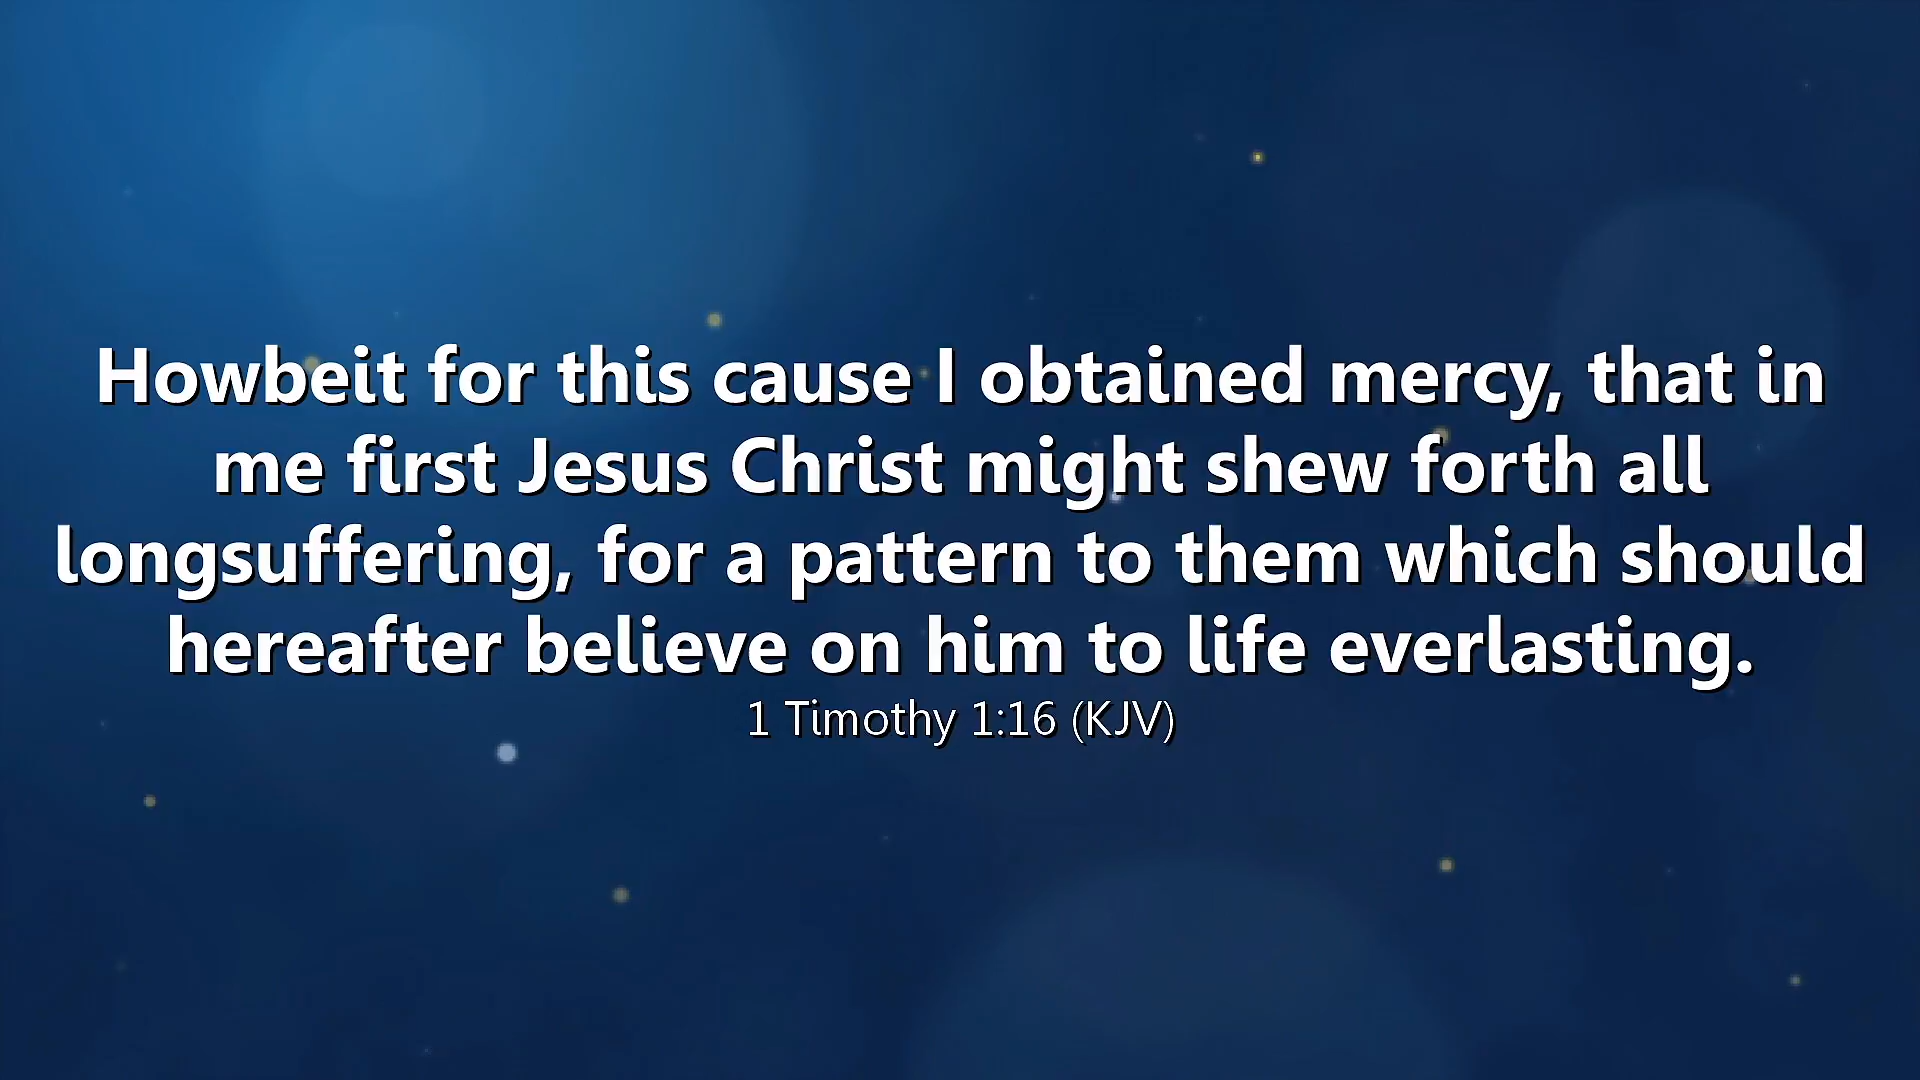 Howbeit for this cause I obtained mercy, that in
me first Jesus Christ might shew forth all
longsuffering, for a pattern to them which should
hereafter believe on him to life everlasting.
1 Timothy 1:16 (KJV)